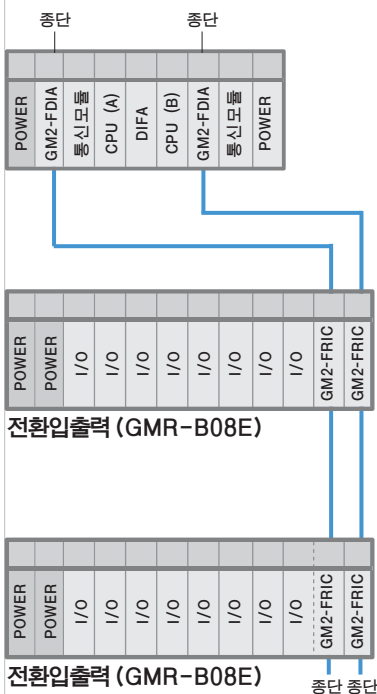 종단 종단
POWER
GM2-FDIA
통신모듈
CPU (A)
DIFA
CPU (B)
GM2-FDIA
통신모듈
POWER
POWER
POWER
I/O
I/O
I/O
I/O
I/O
I/O
I/O
I/O
GM2-FRIC
GM2-FRIC
전환입출력 (GMR-B08E)
POWER
POWER
I/O
I/O
I/O
I/O
I/O
I/O
I/O
I/O
GM2-FRIC
GM2-FRIC
전환입출력 (GMR-B08E)
종단 종단